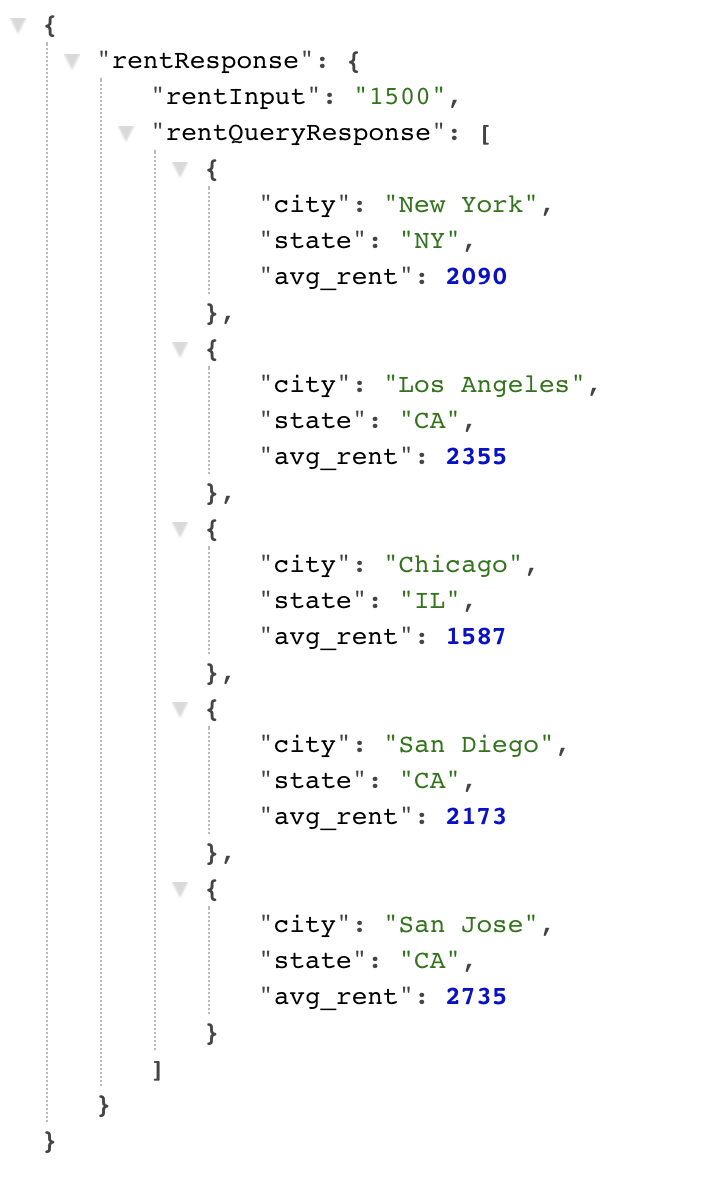 {
"rentResponse": {
"rentInput": "1500",
"rentQueryResponse": [
{
"city": "New York",
"state": "NY",
"avg_rent": 2090
},
{
"city": "Los Angeles",
"state": "CA",
"avg_rent": 2355
},
{
"city": "Chicago",
"state": "IL",
"avg_rent": 1587
},
{
"city": "San Diego",
"state": "CA",
"avg_rent": 2173
},
{
"city": "San Jose",
"state": "CA",
"avg_rent": 2735
}
]
}
}